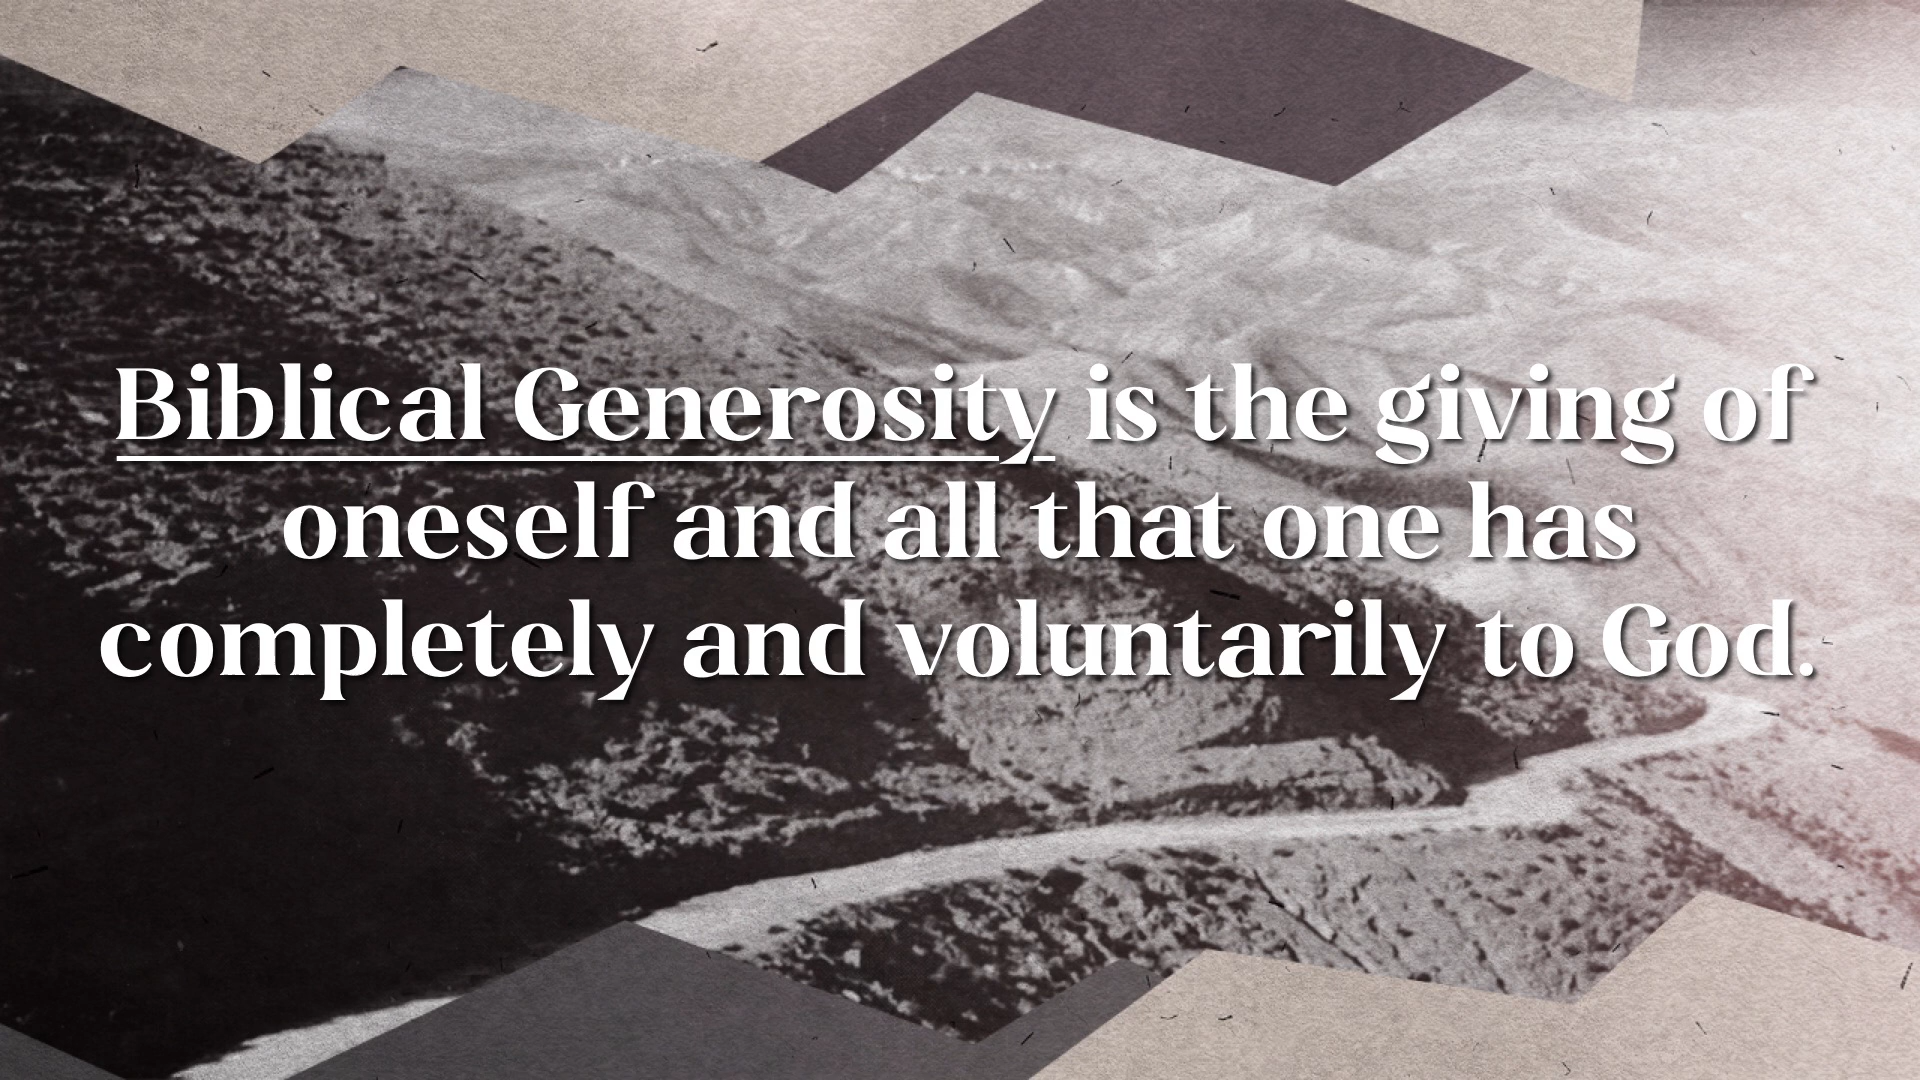 Biblical Generosity is the giving of
oneself and all that one has
completely and voluntarily to God.